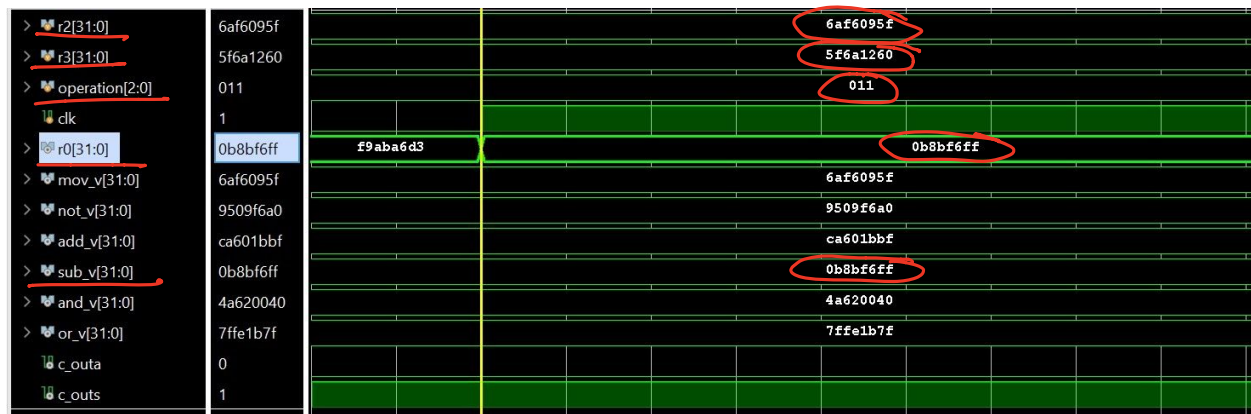 r2[31:0] 6af6095f 6af6095f
r3[31:0] 5f6a1260 5f6a1260
operation[2:0] 011 011
clk 1
r0[31:0] 0b8bf6ff f9aba6d3 0b8bf6ff
mov_v[31:0] 6af6095f 6af6095f
not_v[31:0] 9509f6a0 9509f6a0
add_v[31:0] ca601bbf ca601bbf
sub_v[31:0] 0b8bf6ff 0b8bf6ff
and_v[31:0] 4a620040 4a620040
or_v[31:0] 7ffe1b7f 7ffe1b7f
c_outa 0
c_outs 1